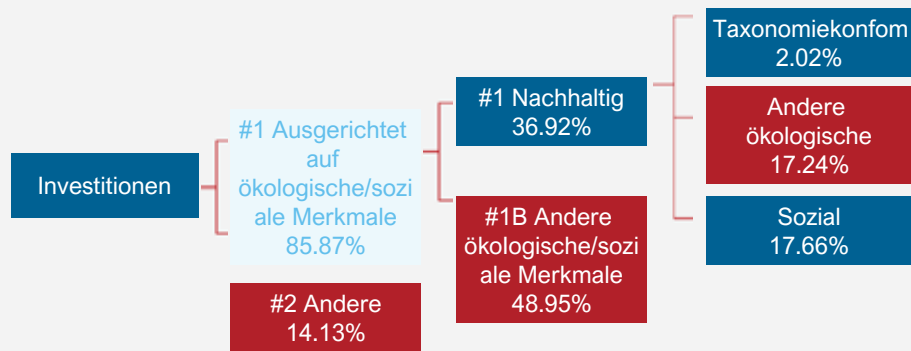 Investitionen
#1 Ausgerichtet
auf
ökologische/sozi
ale Merkmale
85.87%
#2 Andere
14.13%
#1 Nachhaltig
36.92%
#1B Andere
ökologische/sozi
ale Merkmale
48.95%
Taxonomiekonfom
2.02%
Andere
ökologische
17.24%
Sozial
17.66%